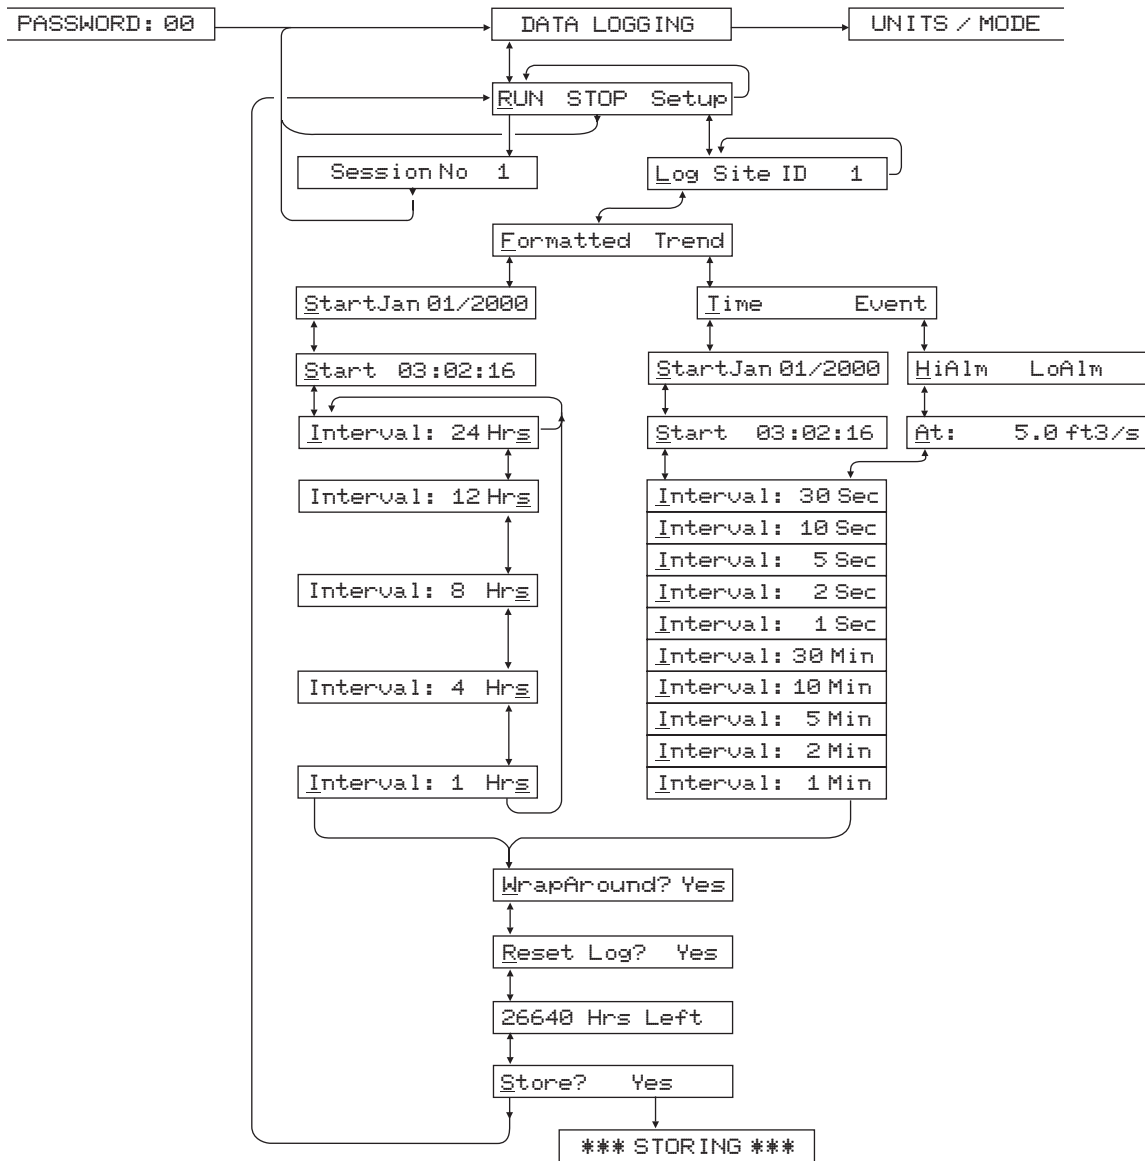 PASSWORD: 00
DATA LOGGING
UNITS / MODE
RUN STOP Setup
Session No 1
Log Site ID 1
Formatted Trend
StartJan 01/2000
Time Event
Start 03:02:16
StartJan 01/2000
HiAlm LoAlm
Interval: 24 Hrs
Start 03:02:16
At: 5.0 ft3/s
Interval: 12 Hrs
Interval: 8 Hrs
Interval: 4 Hrs
Interval: 1 Hrs
Interval: 30 Sec
Interval: 10 Sec
Interval: 5 Sec
Interval: 2 Sec
Interval: 1 Sec
Interval: 30 Min
Interval: 10 Min
Interval: 5 Min
Interval: 2 Min
Interval: 1 Min
WrapAround? Yes
Reset Log? Yes
26640 Hrs Left
Store? Yes
*** STORING ***